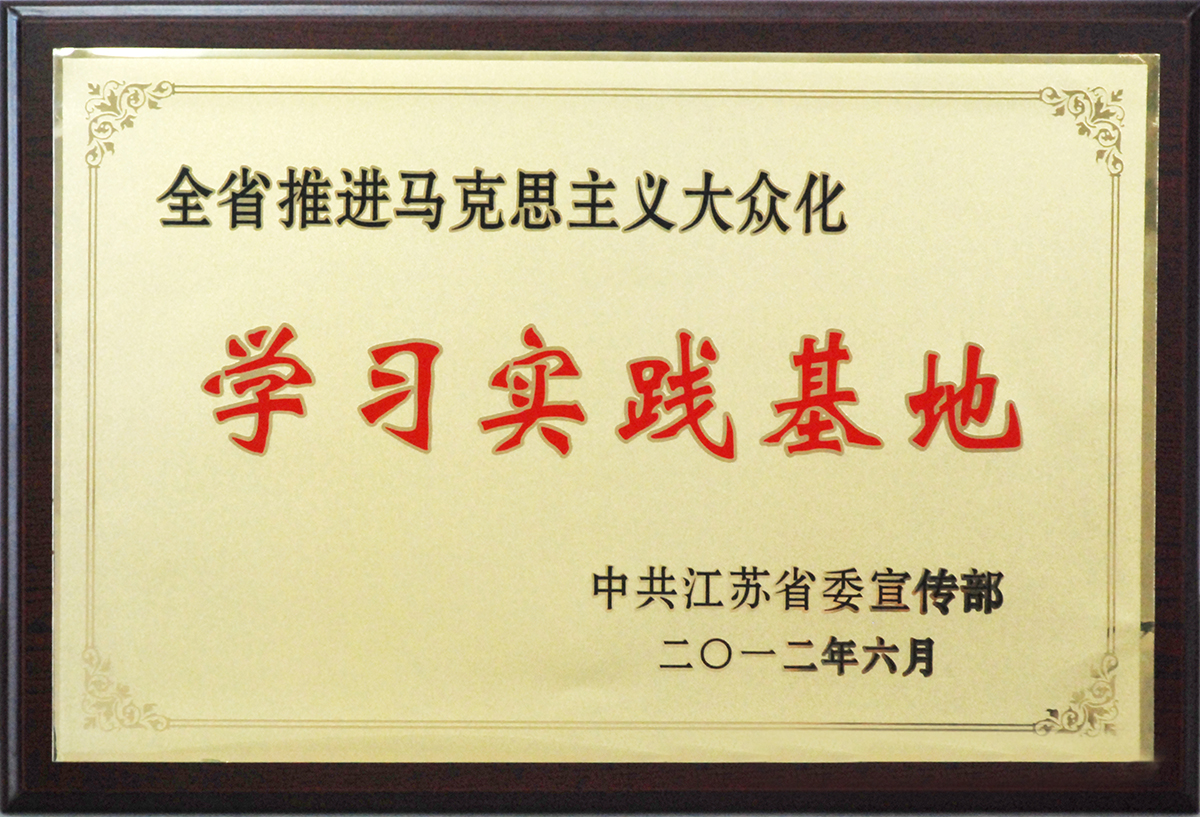 全省推进马克思主义大众化
学习实践基地
中共江苏省委宣传部
二〇一二年六月